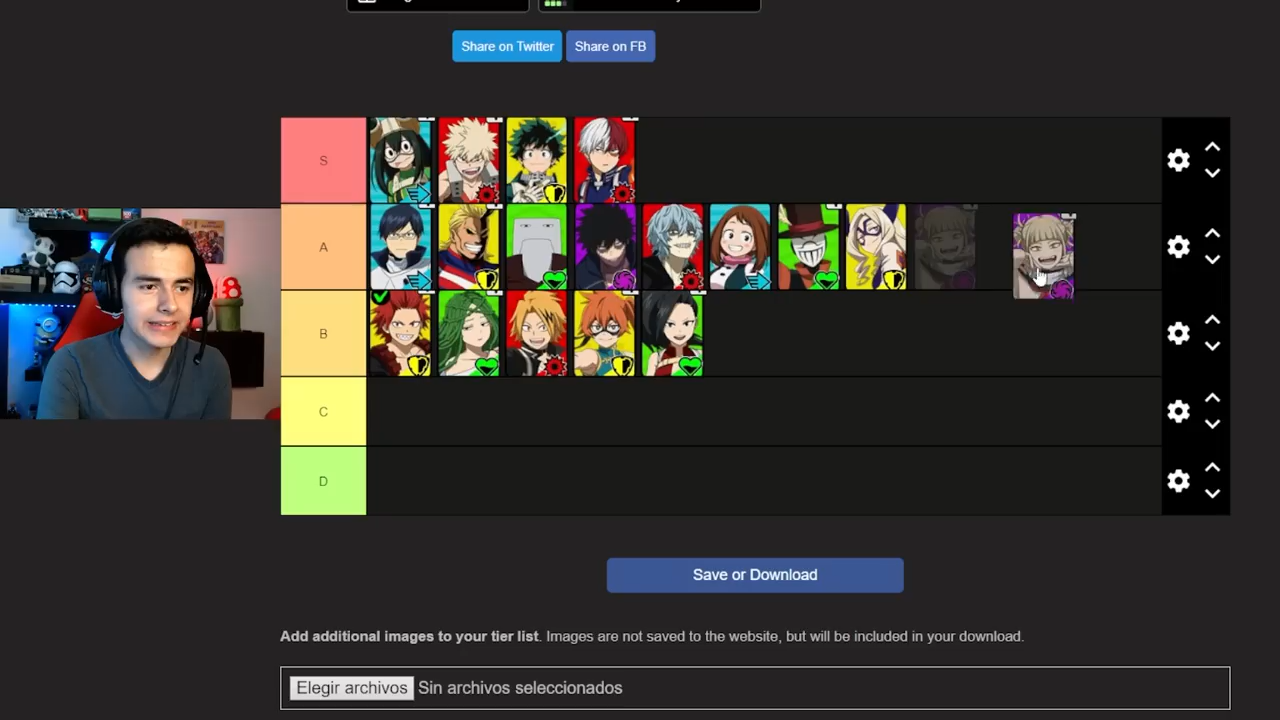 Share on Twitter Share on FB
S
A
B
C
D
Save or Download
Add additional images to your tier list. Images are not saved to the website, but will be included in your download.
Elegir archivos Sin archivos seleccionados